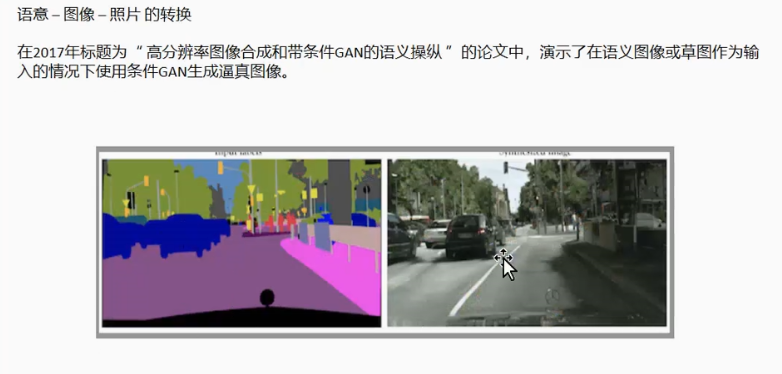 语意 – 图像 – 照片 的转换
在2017年标题为 “ 高分辨率图像合成和带条件GAN的语义操纵 ” 的论文中，演示了在语义图像或草图作为输
入的情况下使用条件GAN生成逼真图像。